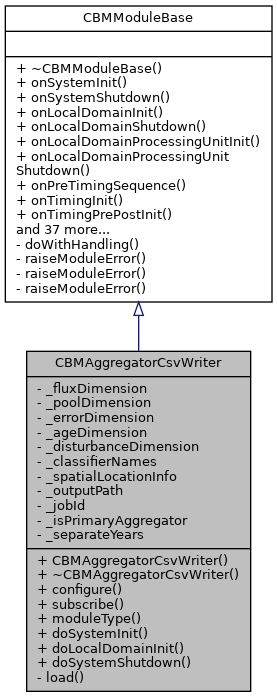 CBMModuleBase
+ ~CBMModuleBase()
+ onSystemInit()
+ onSystemShutdown()
+ onLocalDomainInit()
+ onLocalDomainShutdown()
+ onLocalDomainProcessingUnitInit()
+ onLocalDomainProcessingUnit
Shutdown()
+ onPreTimingSequence()
+ onTimingInit()
+ onTimingPrePostInit()
and 37 more...
- doWithHandling()
- raiseModuleError()
- raiseModuleError()
- raiseModuleError()
CBMAggregatorCsvWriter
- _fluxDimension
- _poolDimension
- _errorDimension
- _ageDimension
- _disturbanceDimension
- _classifierNames
- _spatialLocationInfo
- _outputPath
- _jobId
- _isPrimaryAggregator
- _separateYears
+ CBMAggregatorCsvWriter()
+ ~CBMAggregatorCsvWriter()
+ configure()
+ subscribe()
+ moduleType()
+ doSystemInit()
+ doLocalDomainInit()
+ doSystemShutdown()
- load()